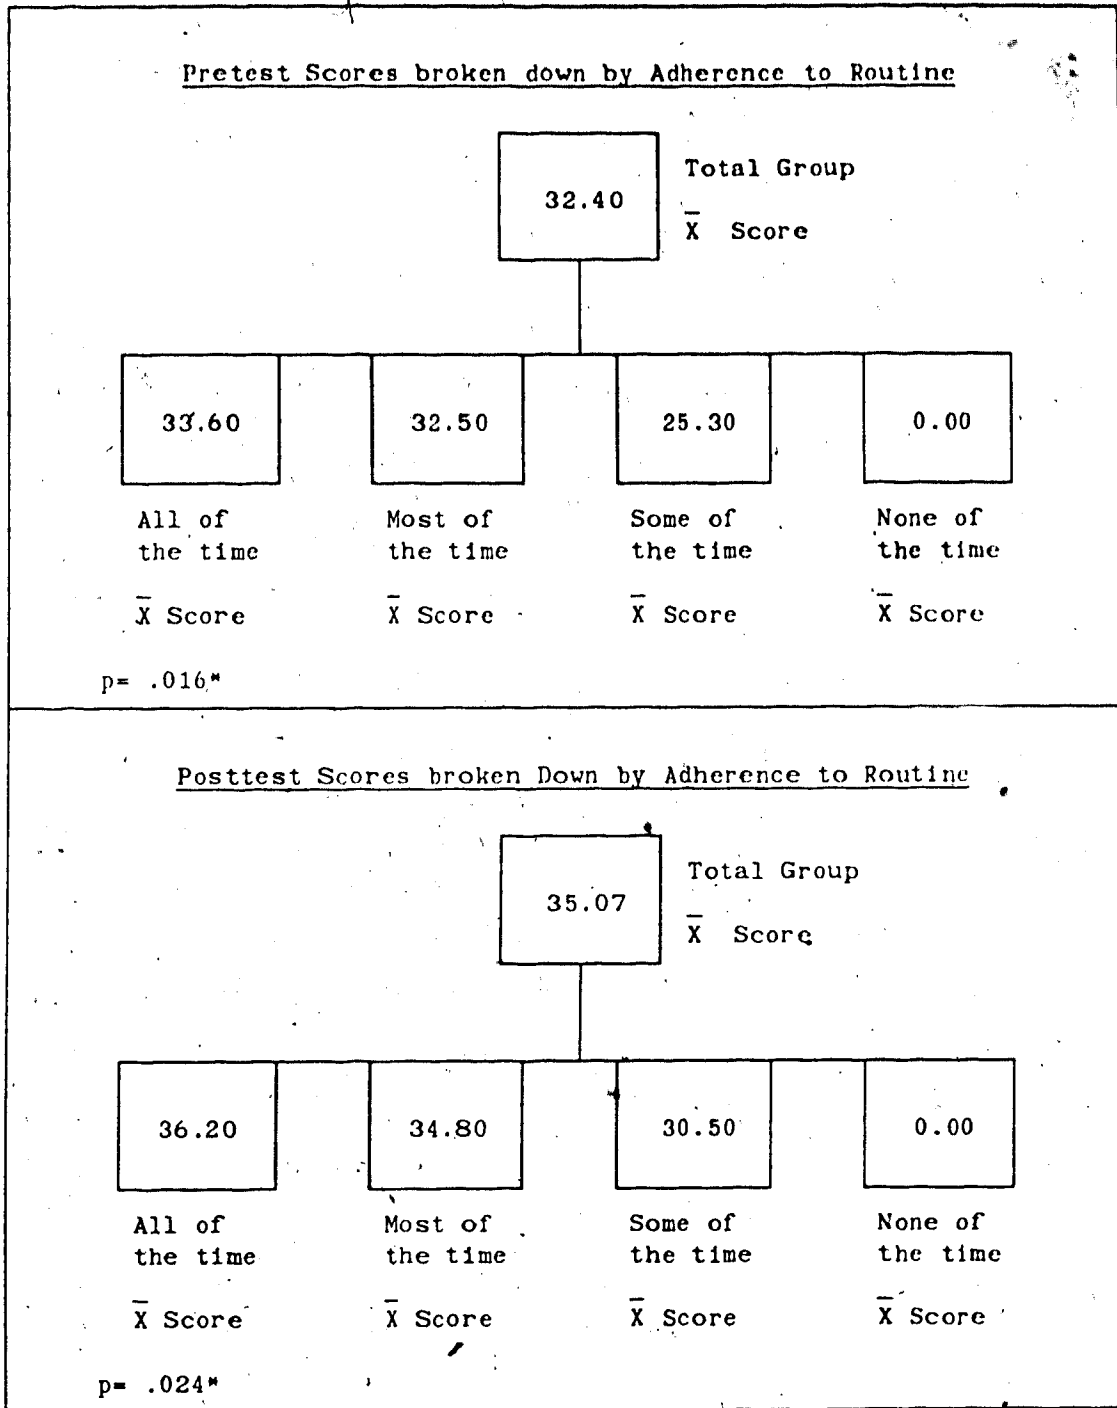 Pretest Scores broken down by Adherence to Routine
32.40
Total Group
X̄ Score
33.60
32.50
25.30
0.00
All of
the time
X̄ Score
Most of
the time
X̄ Score
Some of
the time
X̄ Score
None of
the time
X̄ Score
p= .016*
Posttest Scores broken Down by Adherence to Routine
35.07
Total Group
X̄ Score
36.20
34.80
30.50
0.00
All of
the time
X̄ Score
Most of
the time
X̄ Score
Some of
the time
X̄ Score
None of
the time
X̄ Score
p= .024*